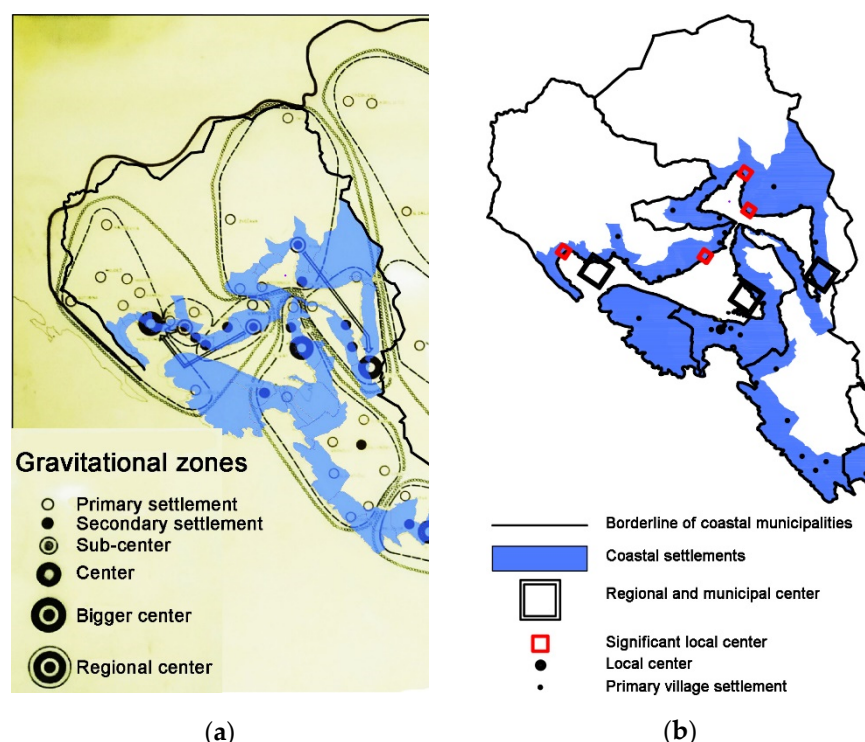 Gravitational zones
Primary settlement
Secondary settlement
Sub-center
Center
Bigger center
Regional center
(a)
Borderline of coastal municipalities
Coastal settlements
Regional and municipal center
Significant local center
Local center
Primary village settlement
(b)